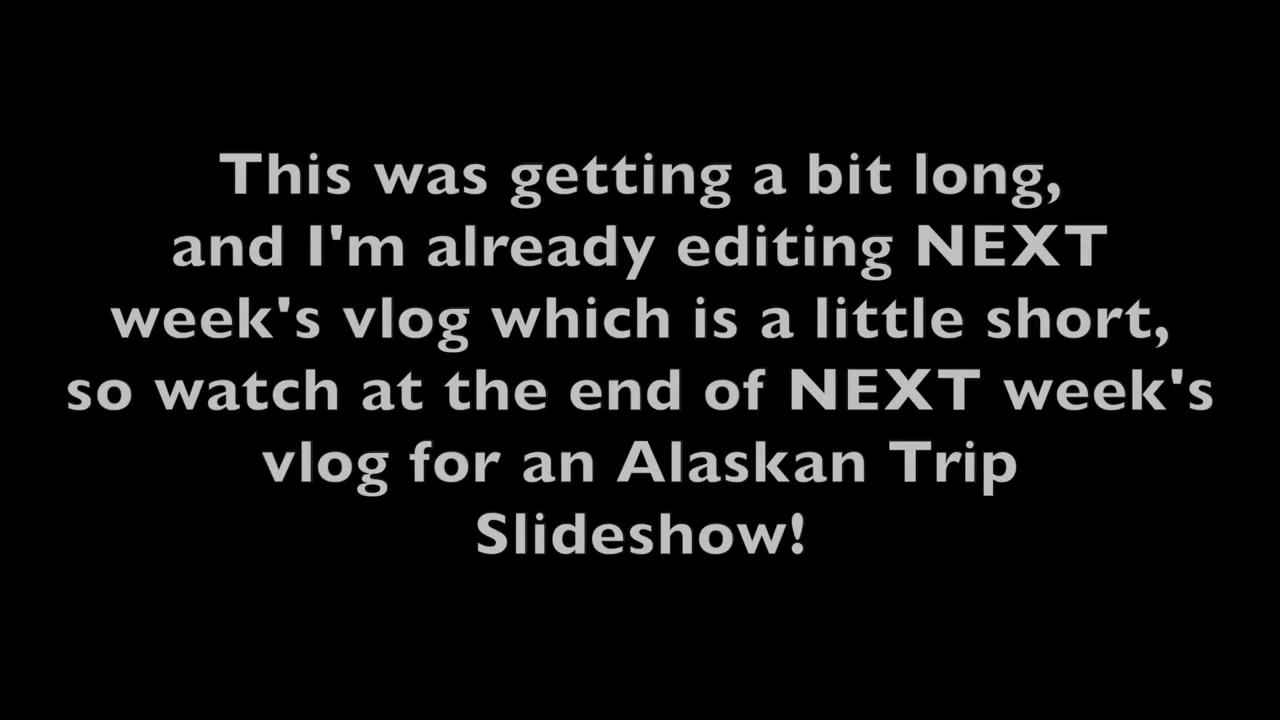 This was getting a bit long,
and I'm already editing NEXT
week's vlog which is a little short,
so watch at the end of NEXT week's
vlog for an Alaskan Trip
Slideshow!